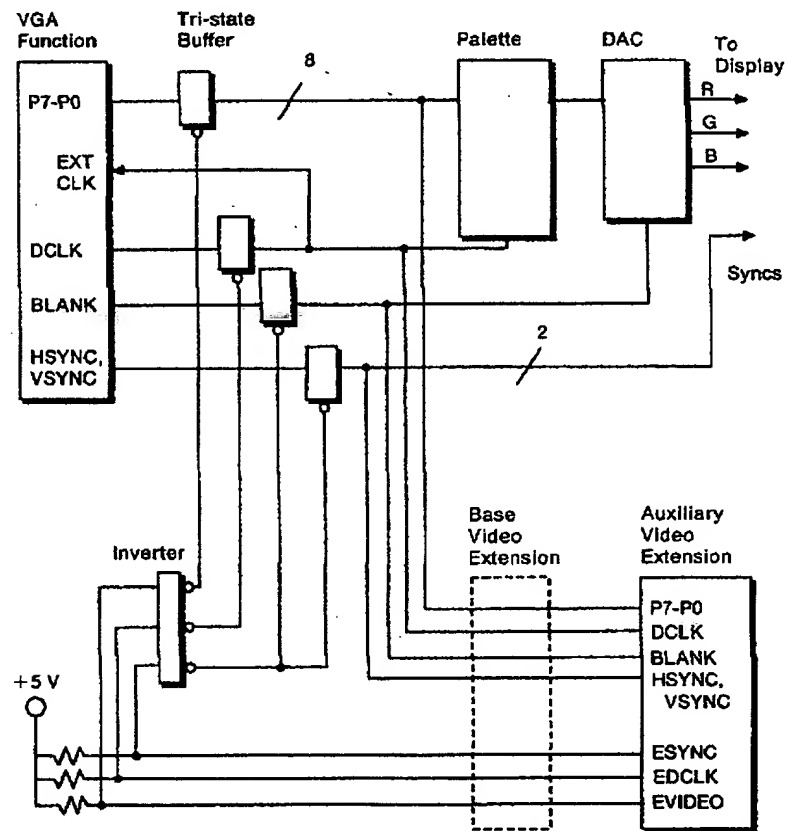 VGA
Function
Tri-state
Buffer
8
Palette
DAC
To
Display
P7-P0
R
G
B
EXT
CLK
DCLK
Syncs
BLANK
2
HSYNC,
VSYNC
Base
Video
Extension
Auxiliary
Video
Extension
Inverter
P7-P0
DCLK
BLANK
HSYNC,
VSYNC
+5 V
ESYNC
EDCLK
EVIDEO